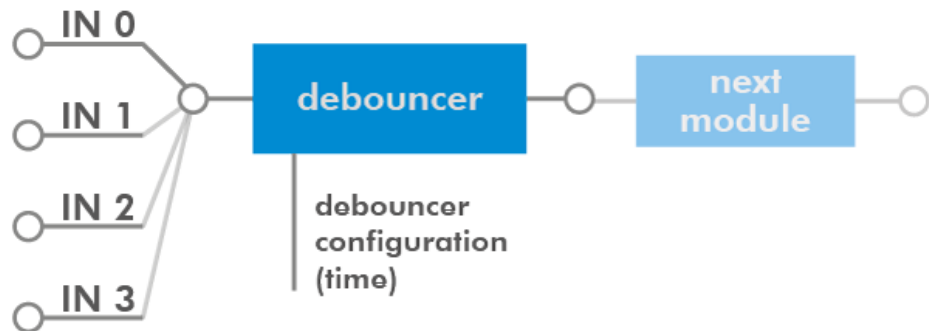 IN 0
IN 1
IN 2
IN 3
debouncer
debouncer
configuration
(time)
next
module